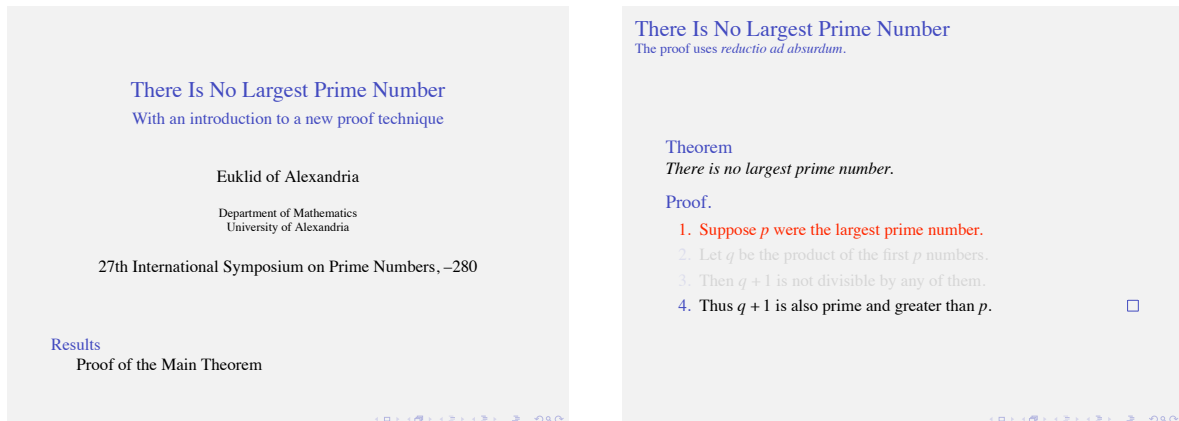 There Is No Largest Prime Number
With an introduction to a new proof technique
Euklid of Alexandria
Department of Mathematics
University of Alexandria
27th International Symposium on Prime Numbers, –280
Results
Proof of the Main Theorem
There Is No Largest Prime Number
The proof uses reductio ad absurdum.
Theorem
There is no largest prime number.
Proof.
1. Suppose p were the largest prime number.
2. Let q be the product of the first p numbers.
3. Then q + 1 is not divisible by any of them.
4. Thus q + 1 is also prime and greater than p.